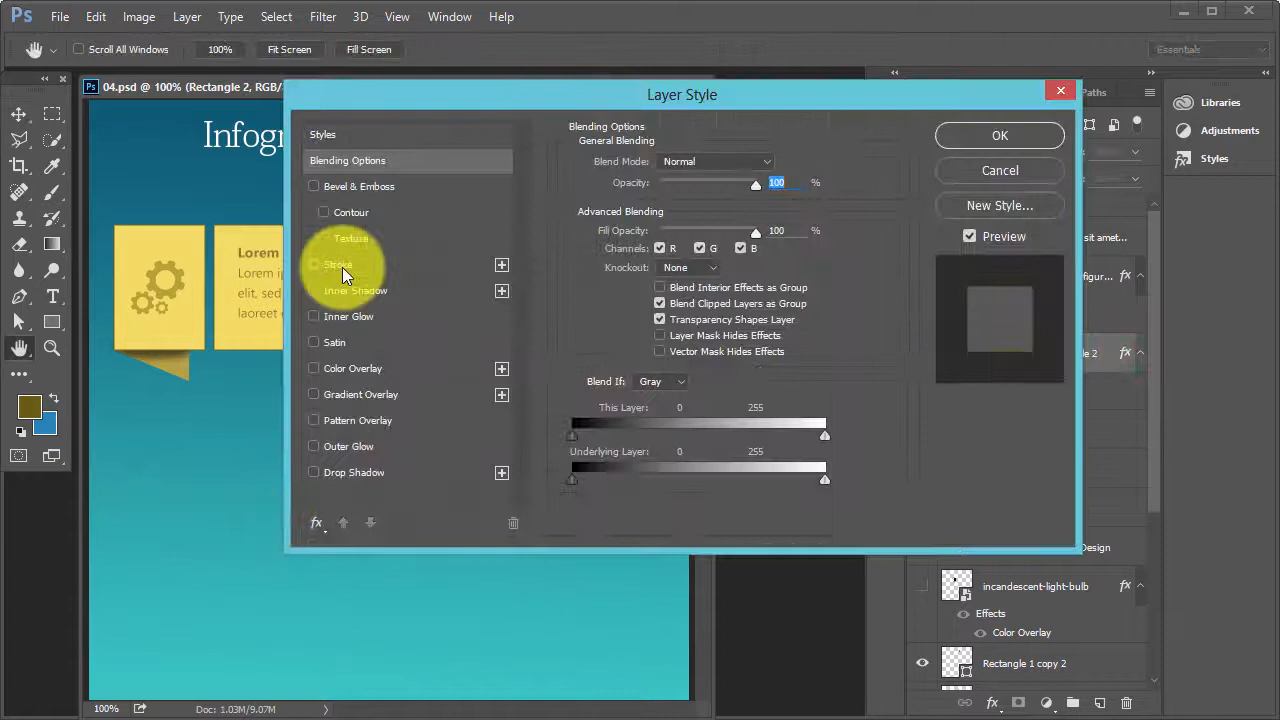 Ps File Edit Image Layer Type Select Filter 3D View Window Help
Scroll All Windows 100% Fit Screen Fill Screen Essentials
Ps 04.psd @ 100% (Rectangle 2, RGB/
Layer Style
Paths
Libraries
Adjustments
Styles
Infogr
Lorem
Lorem ip
elit, sed
laoreet
Styles
Blending Options
Bevel & Emboss
Contour
Texture
Stroke
Inner Shadow
Inner Glow
Satin
Color Overlay
Gradient Overlay
Pattern Overlay
Outer Glow
Drop Shadow
fx
Blending Options
General Blending
Blend Mode: Normal
Opacity: 100 %
Advanced Blending
Fill Opacity: 100 %
Channels: R G B
Knockout: None
Blend Interior Effects as Group
Blend Clipped Layers as Group
Transparency Shapes Layer
Layer Mask Hides Effects
Vector Mask Hides Effects
Blend If: Gray
This Layer: 0 255
Underlying Layer: 0 255
OK
Cancel
New Style...
Preview
sit amet...
figur... fx
le 2 fx
Design
incandescent-light-bulb fx
Effects
Color Overlay
Rectangle 1 copy 2
fx
100% Doc: 1.03M/9.07M